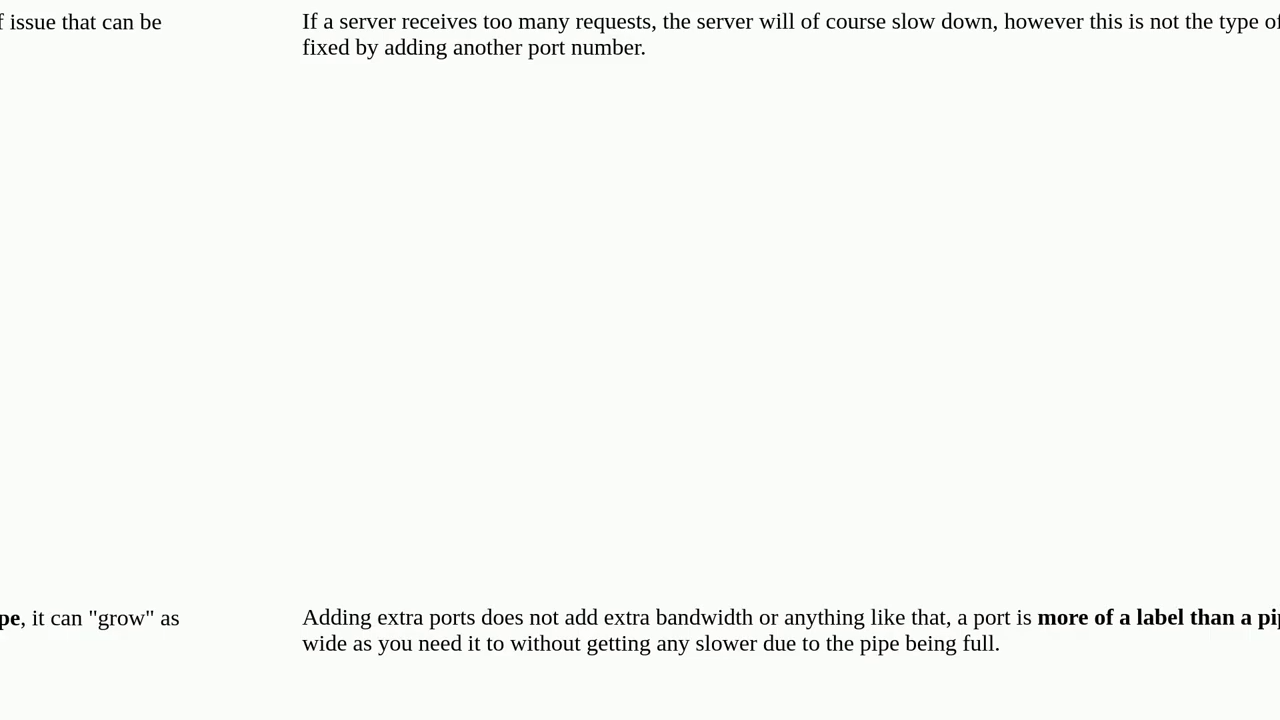 f issue that can be
If a server receives too many requests, the server will of course slow down, however this is not the type of
fixed by adding another port number.
pe, it can "grow" as
Adding extra ports does not add extra bandwidth or anything like that, a port is more of a label than a pip
wide as you need it to without getting any slower due to the pipe being full.